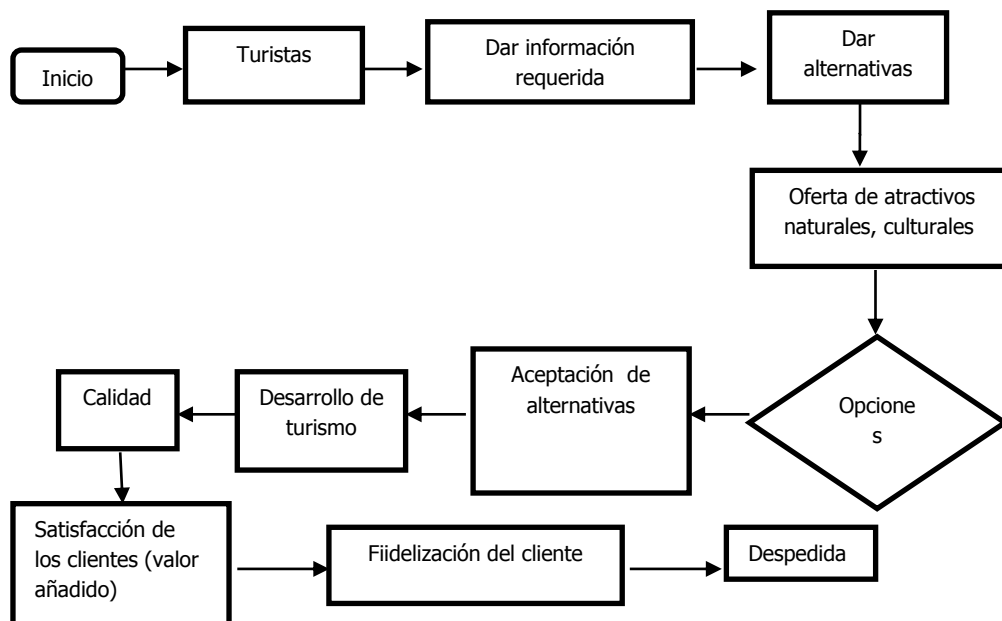 Inicio
Turistas
Dar información
requerida
Dar
alternativas
Oferta de atractivos
naturales, culturales
Opcione
s
Aceptación de
alternativas
Desarrollo de
turismo
Calidad
Satisfacción de
los clientes (valor
añadido)
Fiidelización del cliente
Despedida